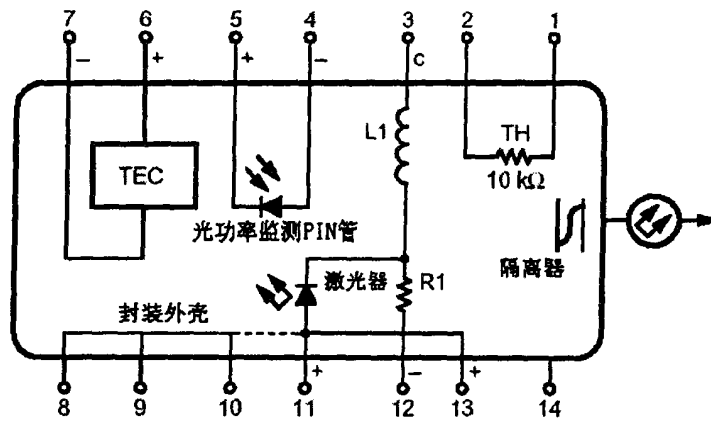 7 6 5 4 3 2 1
− + + − C
L1
TH
10 kΩ
TEC
光功率监测PIN管
隔离器
激光器
R1
封装外壳
+ − +
8 9 10 11 12 13 14